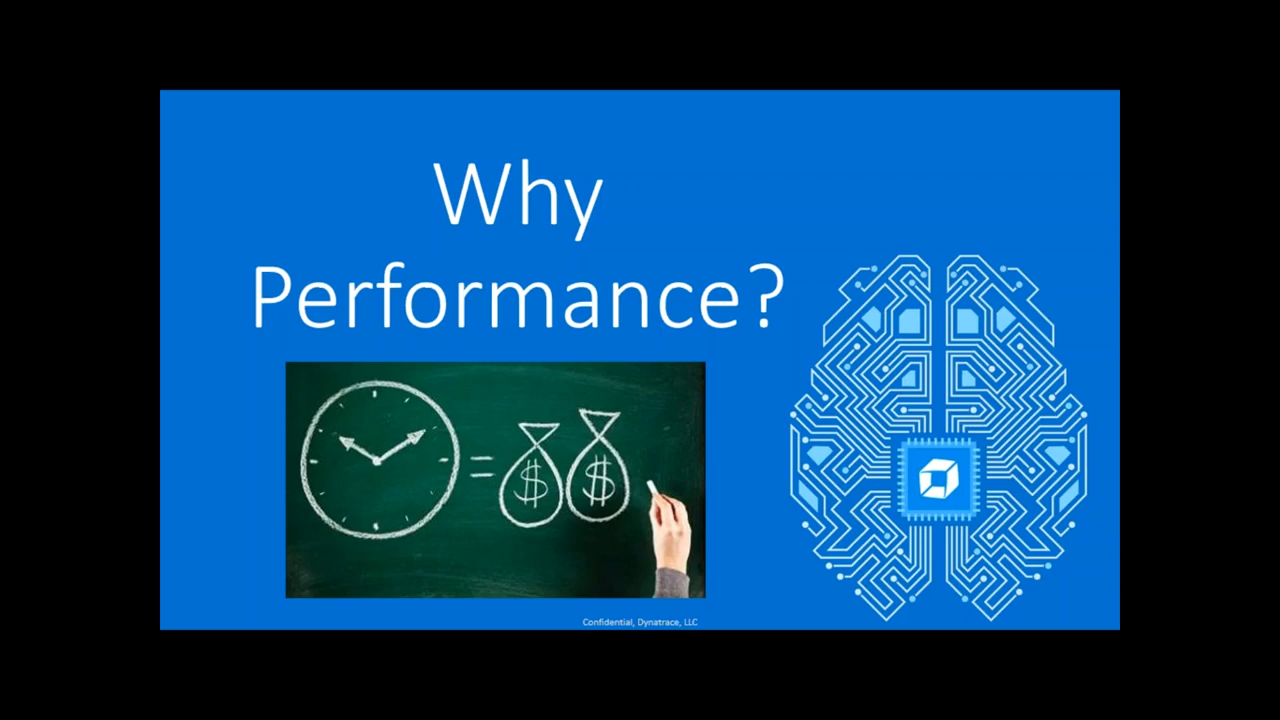 Why
Performance?
= $ $
Confidential, Dynatrace, LLC